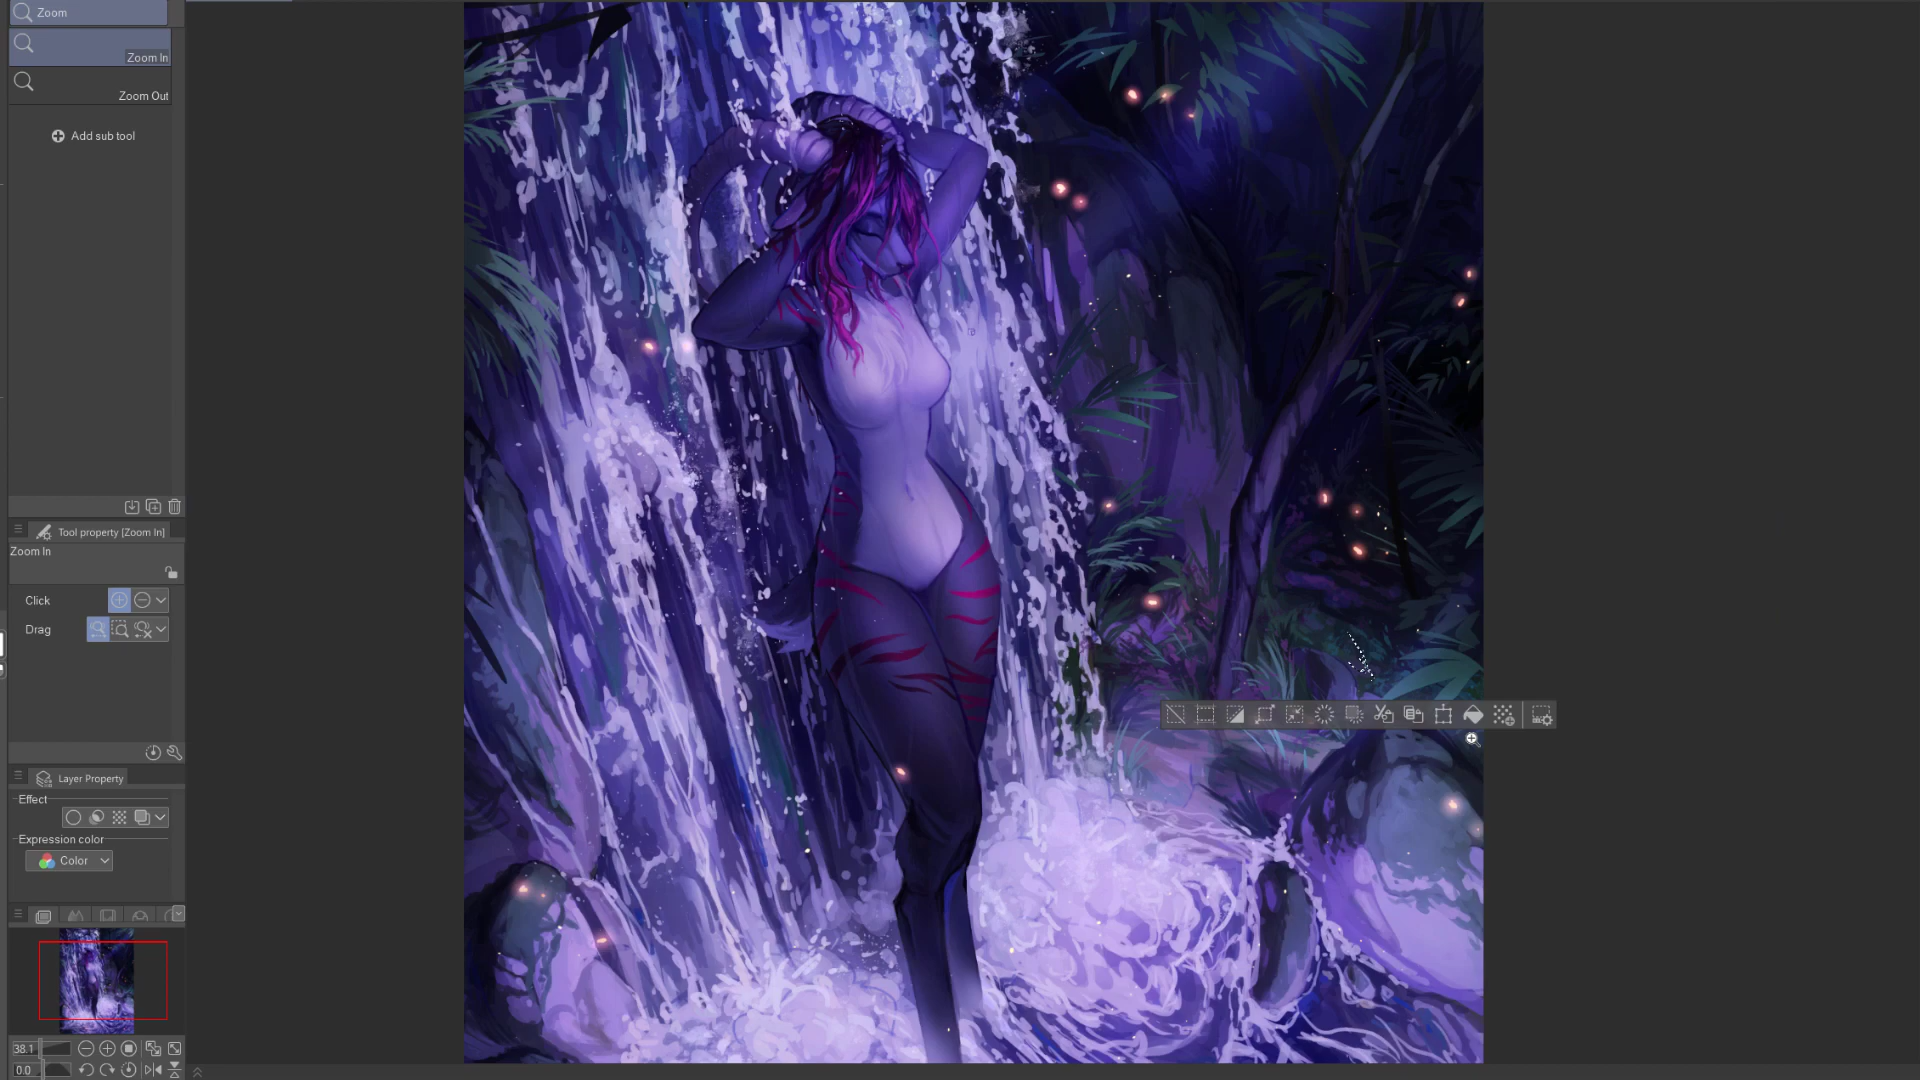 Zoom
Zoom In
Zoom Out
Add sub tool
Tool property [Zoom In]
Zoom In
Click
Drag
Layer Property
Effect
Expression color
Color
38.1
0.0